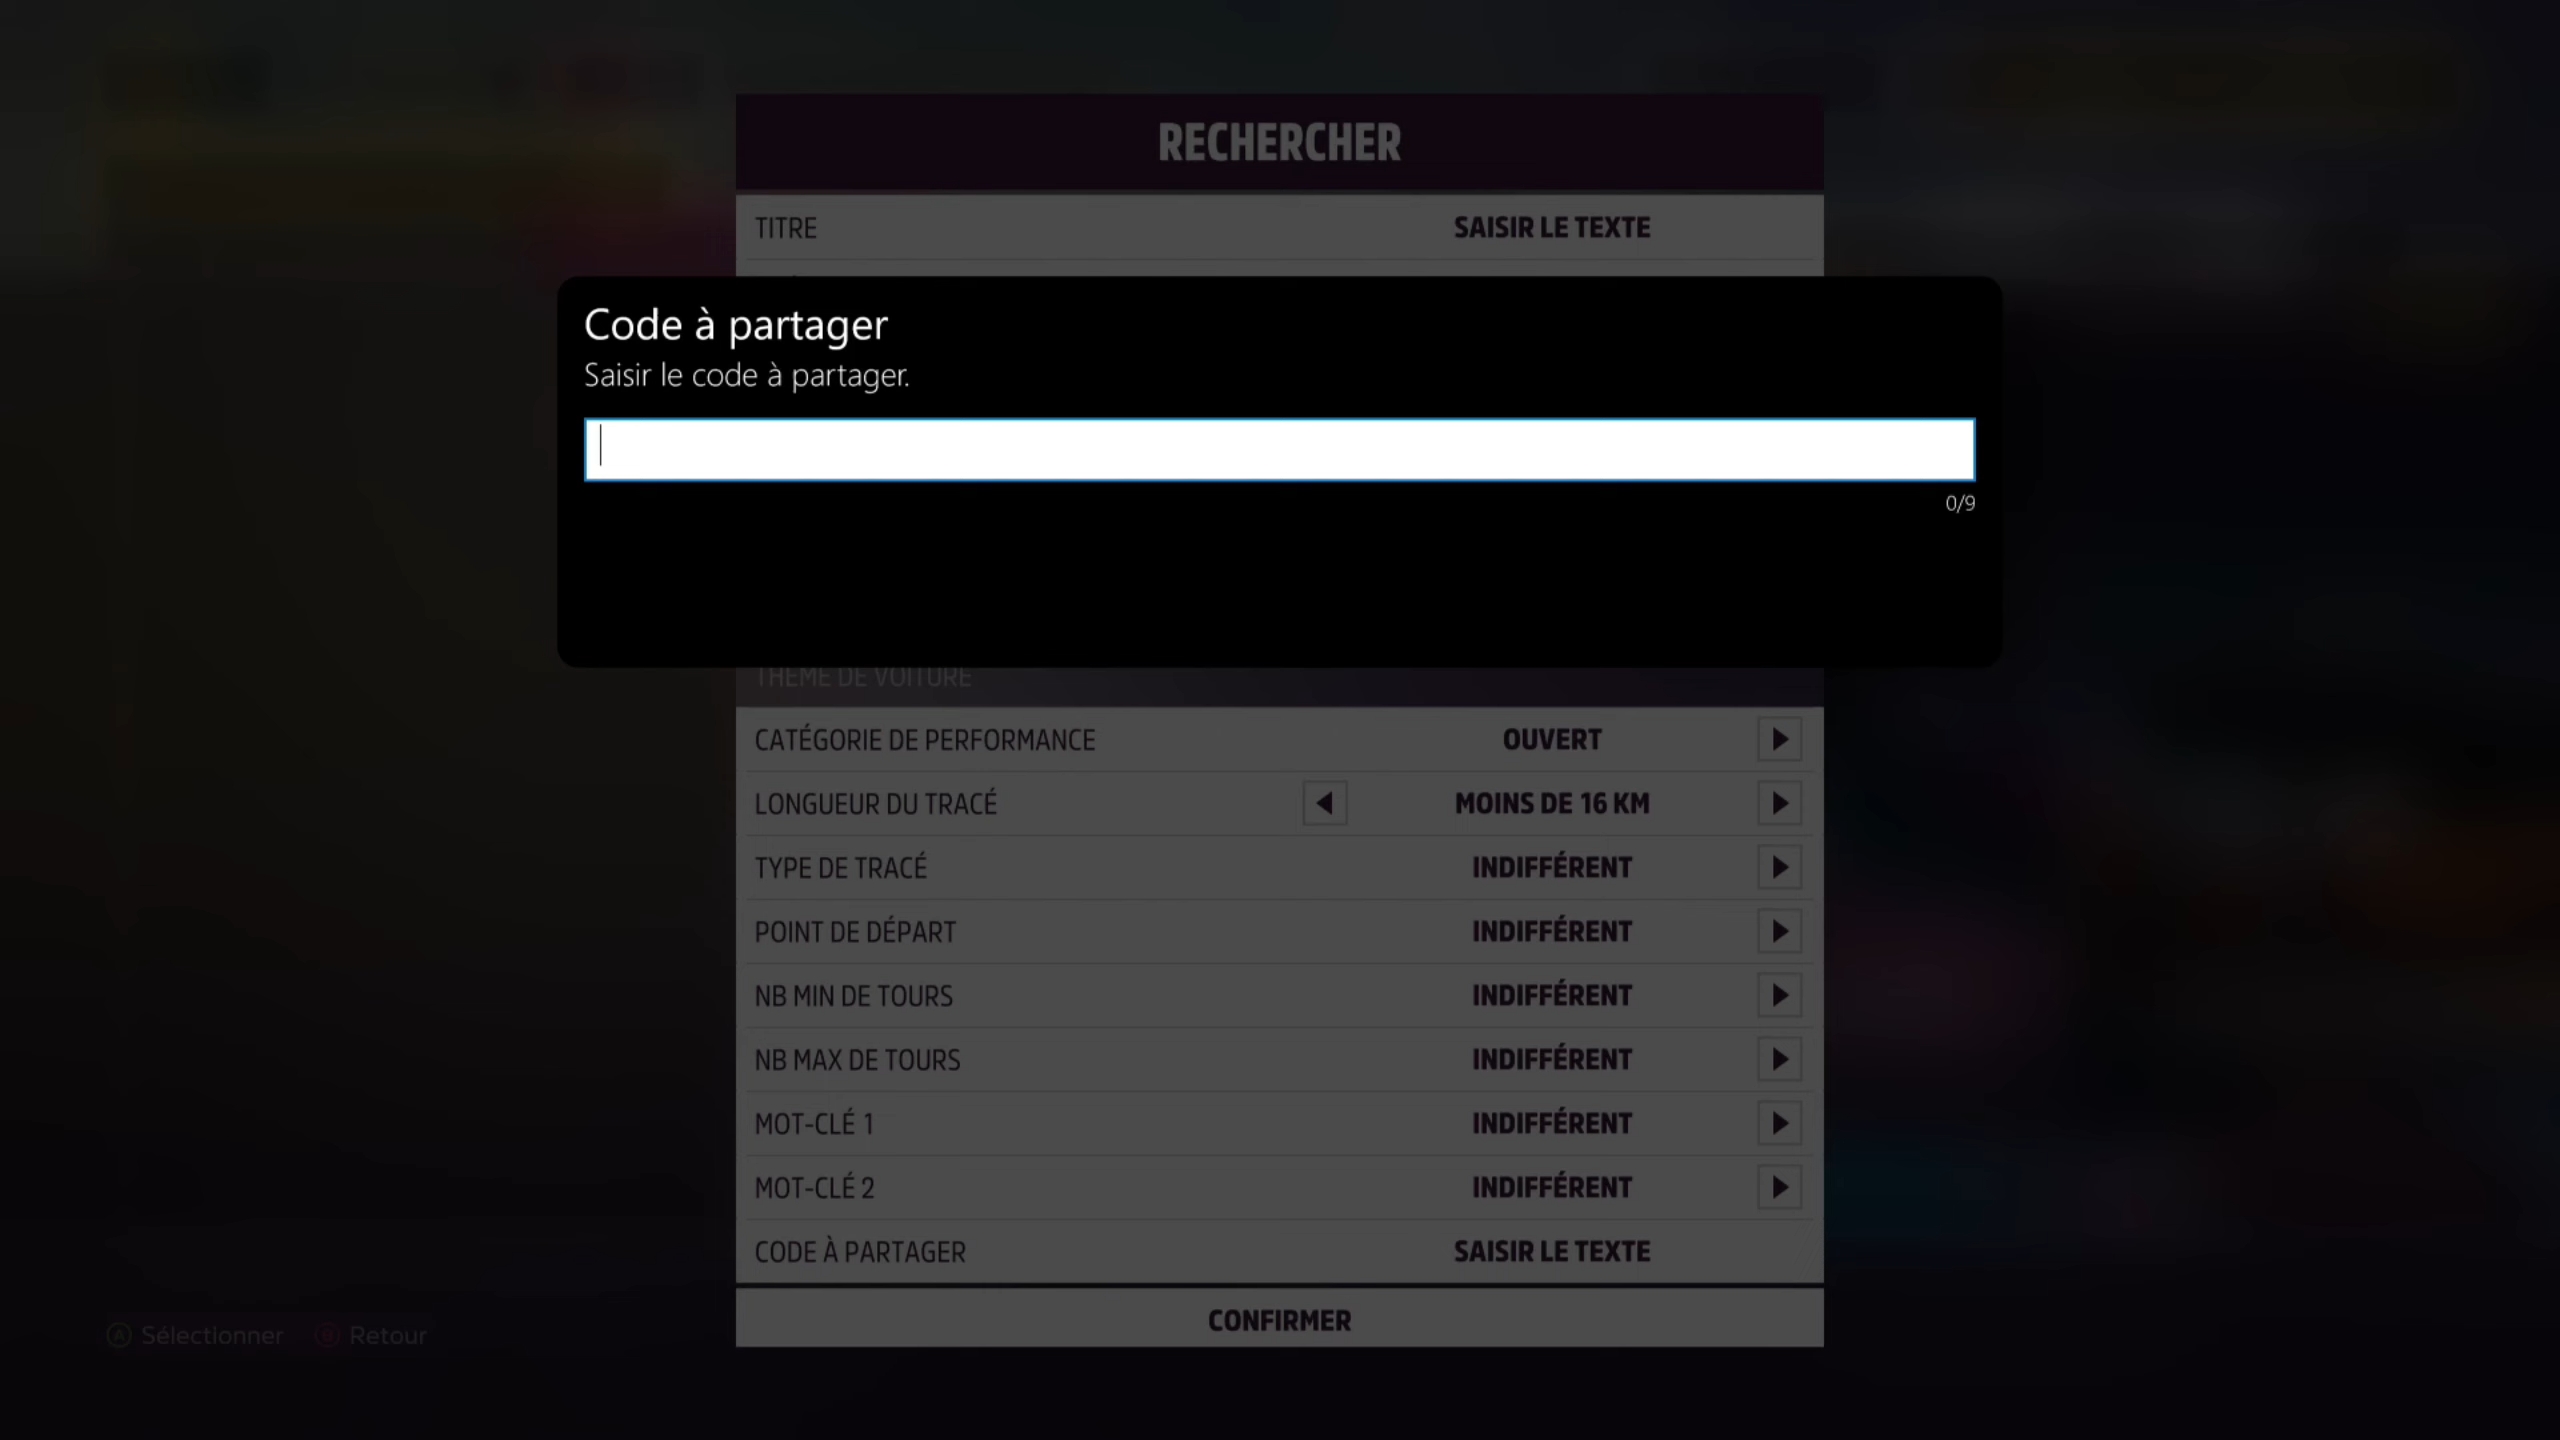 RECHERCHER
TITRE SAISIR LE TEXTE
Code à partager
Saisir le code à partager.
0/9
THÈME DE VOITURE
CATÉGORIE DE PERFORMANCE OUVERT
LONGUEUR DU TRACÉ MOINS DE 16 KM
TYPE DE TRACÉ INDIFFÉRENT
POINT DE DÉPART INDIFFÉRENT
NB MIN DE TOURS INDIFFÉRENT
NB MAX DE TOURS INDIFFÉRENT
MOT-CLÉ 1 INDIFFÉRENT
MOT-CLÉ 2 INDIFFÉRENT
CODE À PARTAGER SAISIR LE TEXTE
CONFIRMER
A Sélectionner B Retour